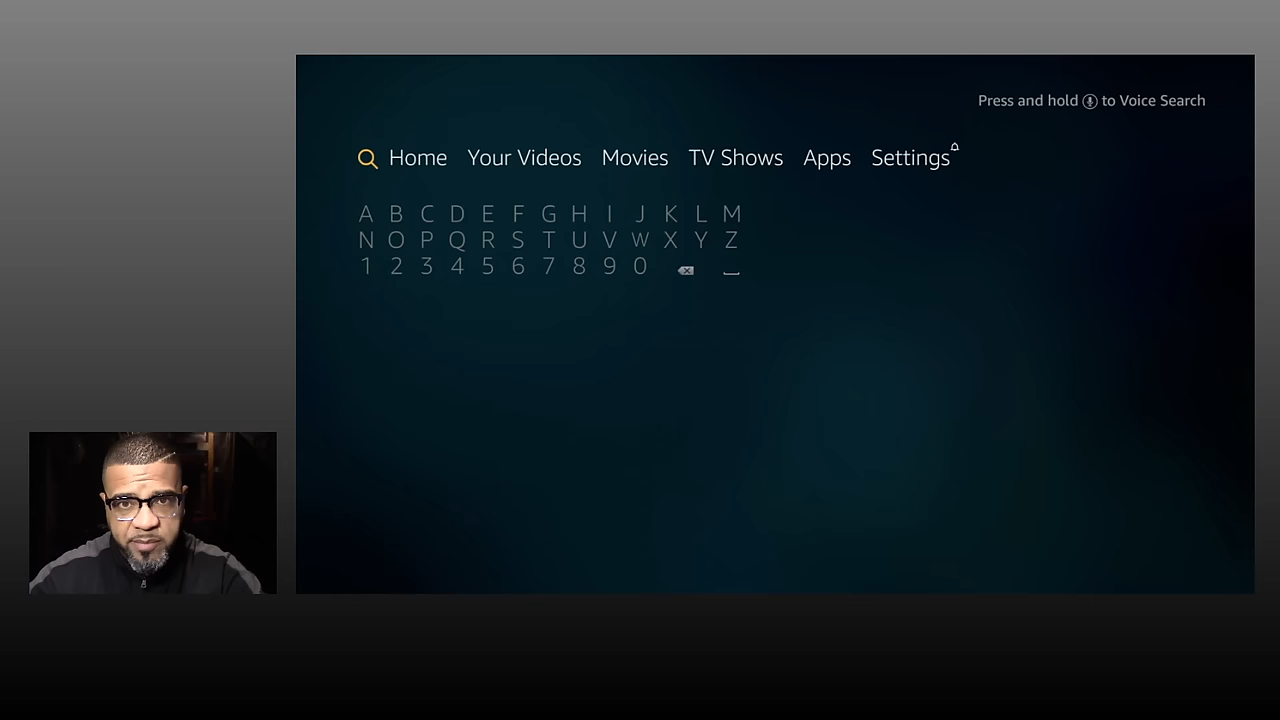 Press and hold to Voice Search
Home Your Videos Movies TV Shows Apps Settings
A B C D E F G H I J K L M
N O P Q R S T U V W X Y Z
1 2 3 4 5 6 7 8 9 0